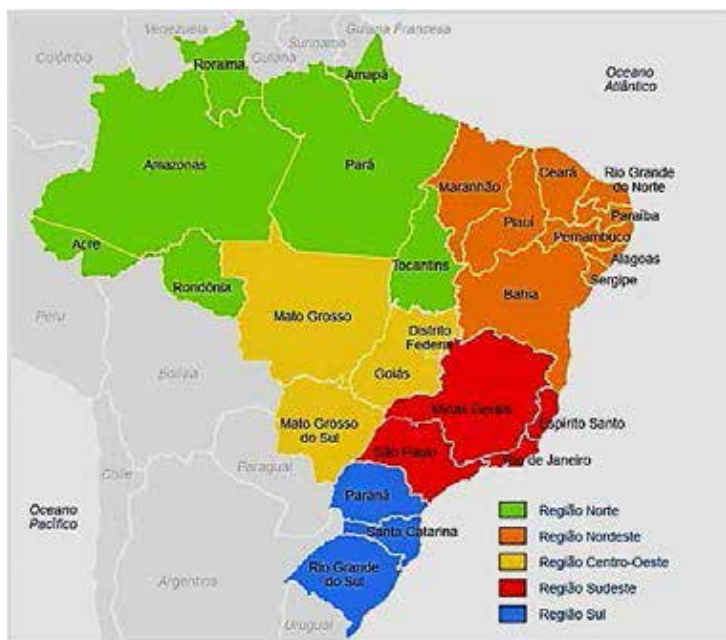 Venezuela
Guiana Francesa
Suriname
Guiana
Colômbia
Roraima
Amapá
Oceano
Atlântico
Amazonas
Pará
Maranhão
Ceará
Rio Grande
do Norte
Piauí
Paraíba
Pernambuco
Acre
Alagoas
Tocantins
Sergipe
Rondônia
Bahia
Mato Grosso
Peru
Distrito
Federal
Goiás
Bolívia
Minas Gerais
Mato Grosso
do Sul
Espírito Santo
São Paulo
Rio de Janeiro
Paraguai
Chile
Paraná
Oceano
Pacífico
Santa Catarina
Rio Grande
do Sul
Argentina
Uruguai
Região Norte
Região Nordeste
Região Centro-Oeste
Região Sudeste
Região Sul